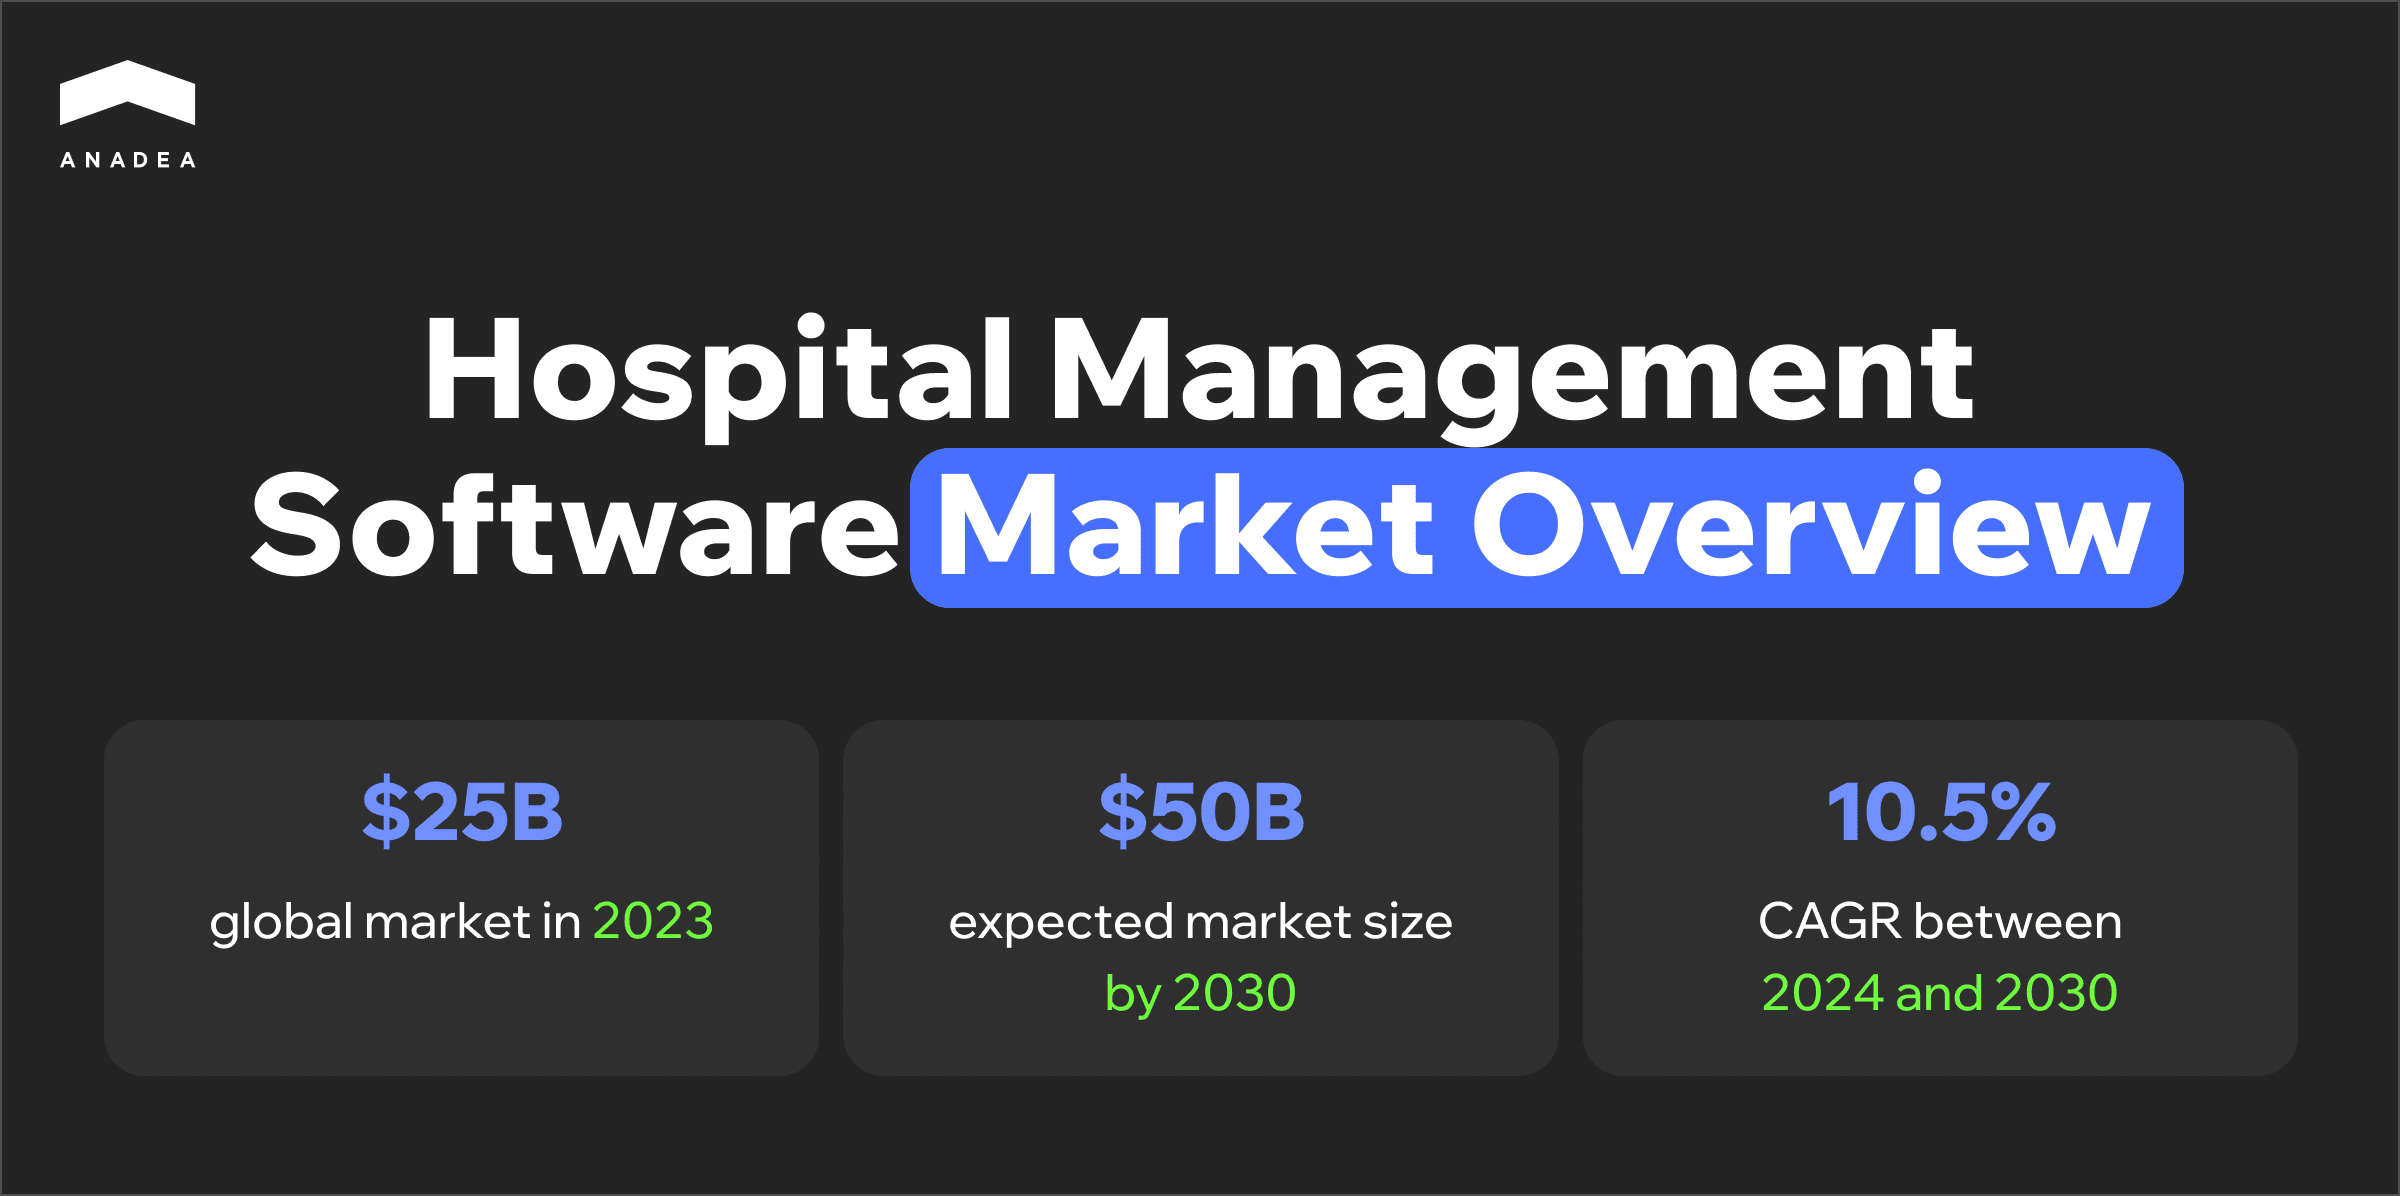 ANADEA
Hospital Management
Software Market Overview
$25B
global market in 2023
$50B
expected market size
by 2030
10.5%
CAGR between
2024 and 2030